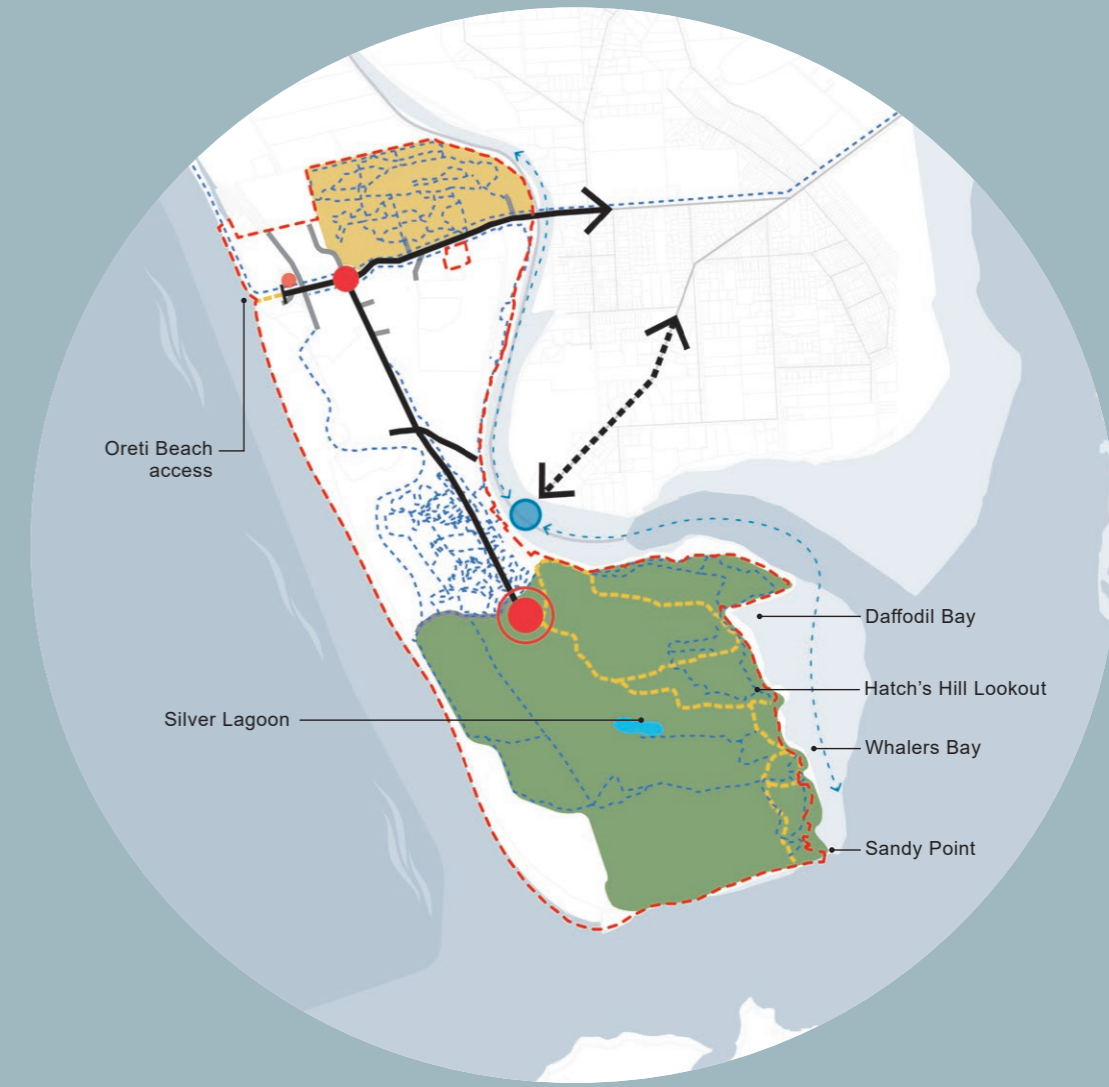 Oreti Beach
access
Daffodil Bay
Hatch's Hill Lookout
Silver Lagoon
Whalers Bay
Sandy Point